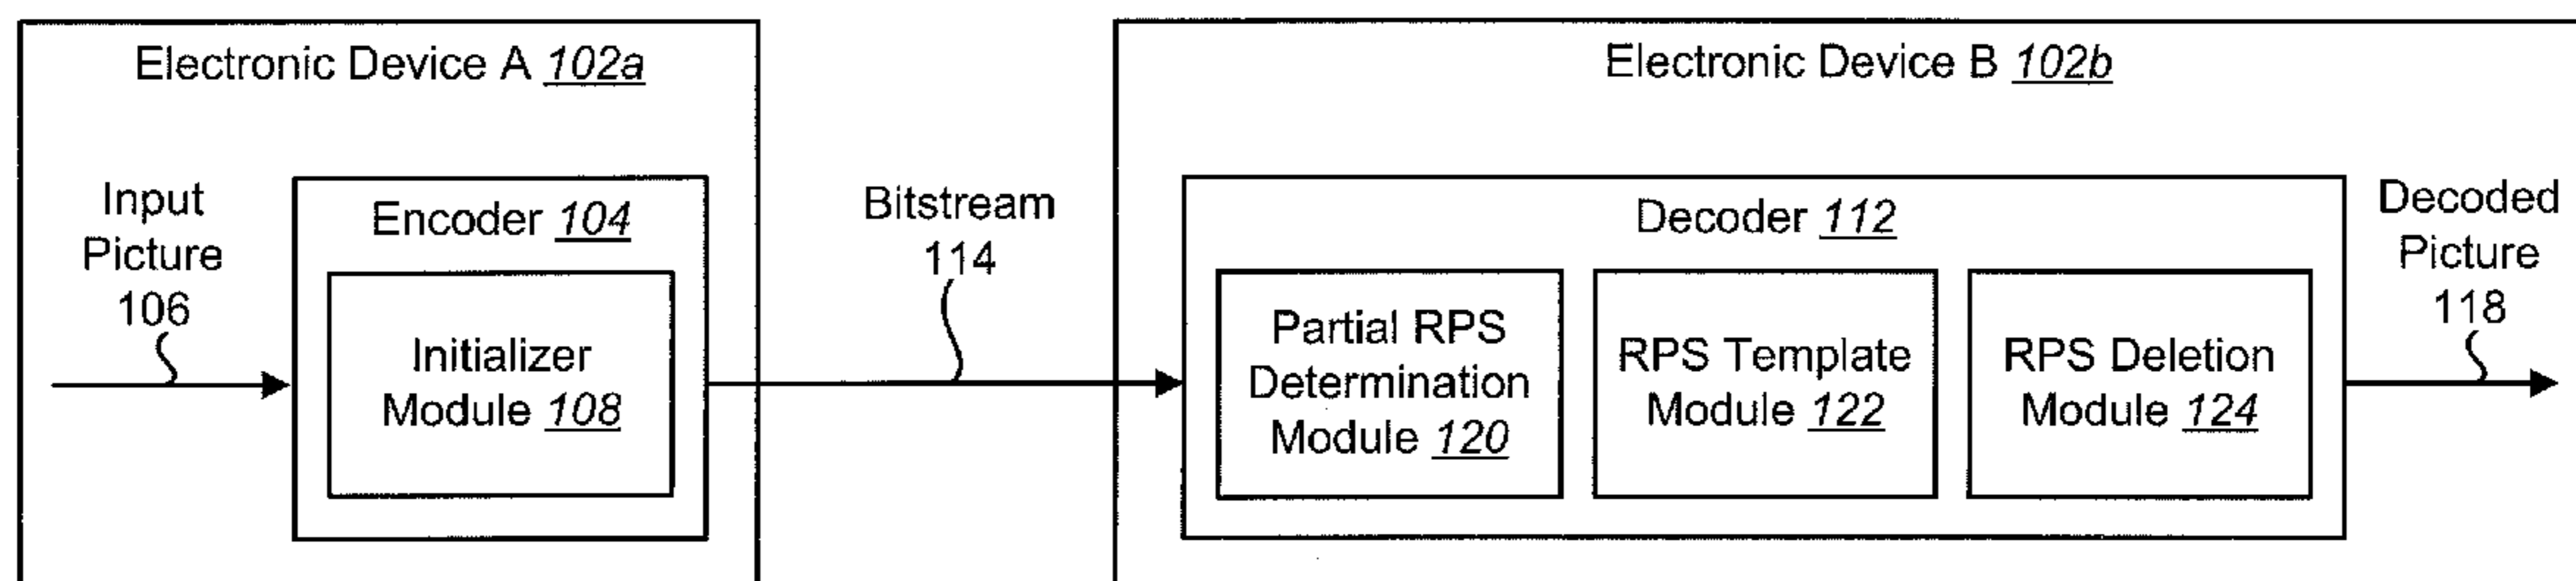 Electronic Device A 102a
Electronic Device B 102b
Input
Picture
106
Encoder 104
Initializer
Module 108
Bitstream
114
Decoder 112
Partial RPS
Determination
Module 120
RPS Template
Module 122
RPS Deletion
Module 124
Decoded
Picture
118